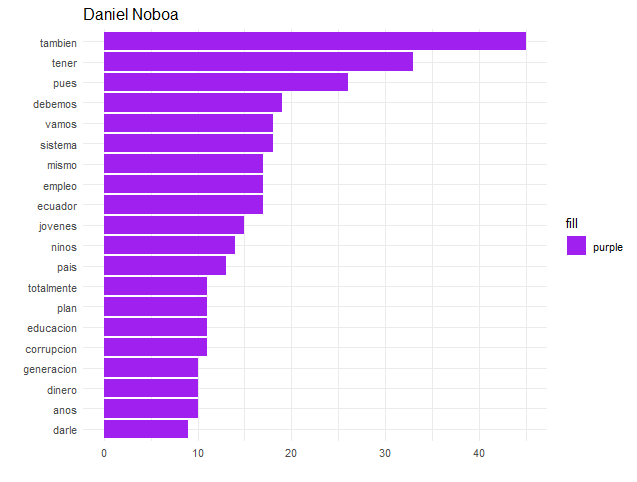 Daniel Noboa
tambien
tener
pues
debemos
vamos
sistema
mismo
empleo
ecuador
jovenes
ninos
pais
totalmente
plan
educacion
corrupcion
generacion
dinero
anos
darle
0 10 20 30 40
fill
purple